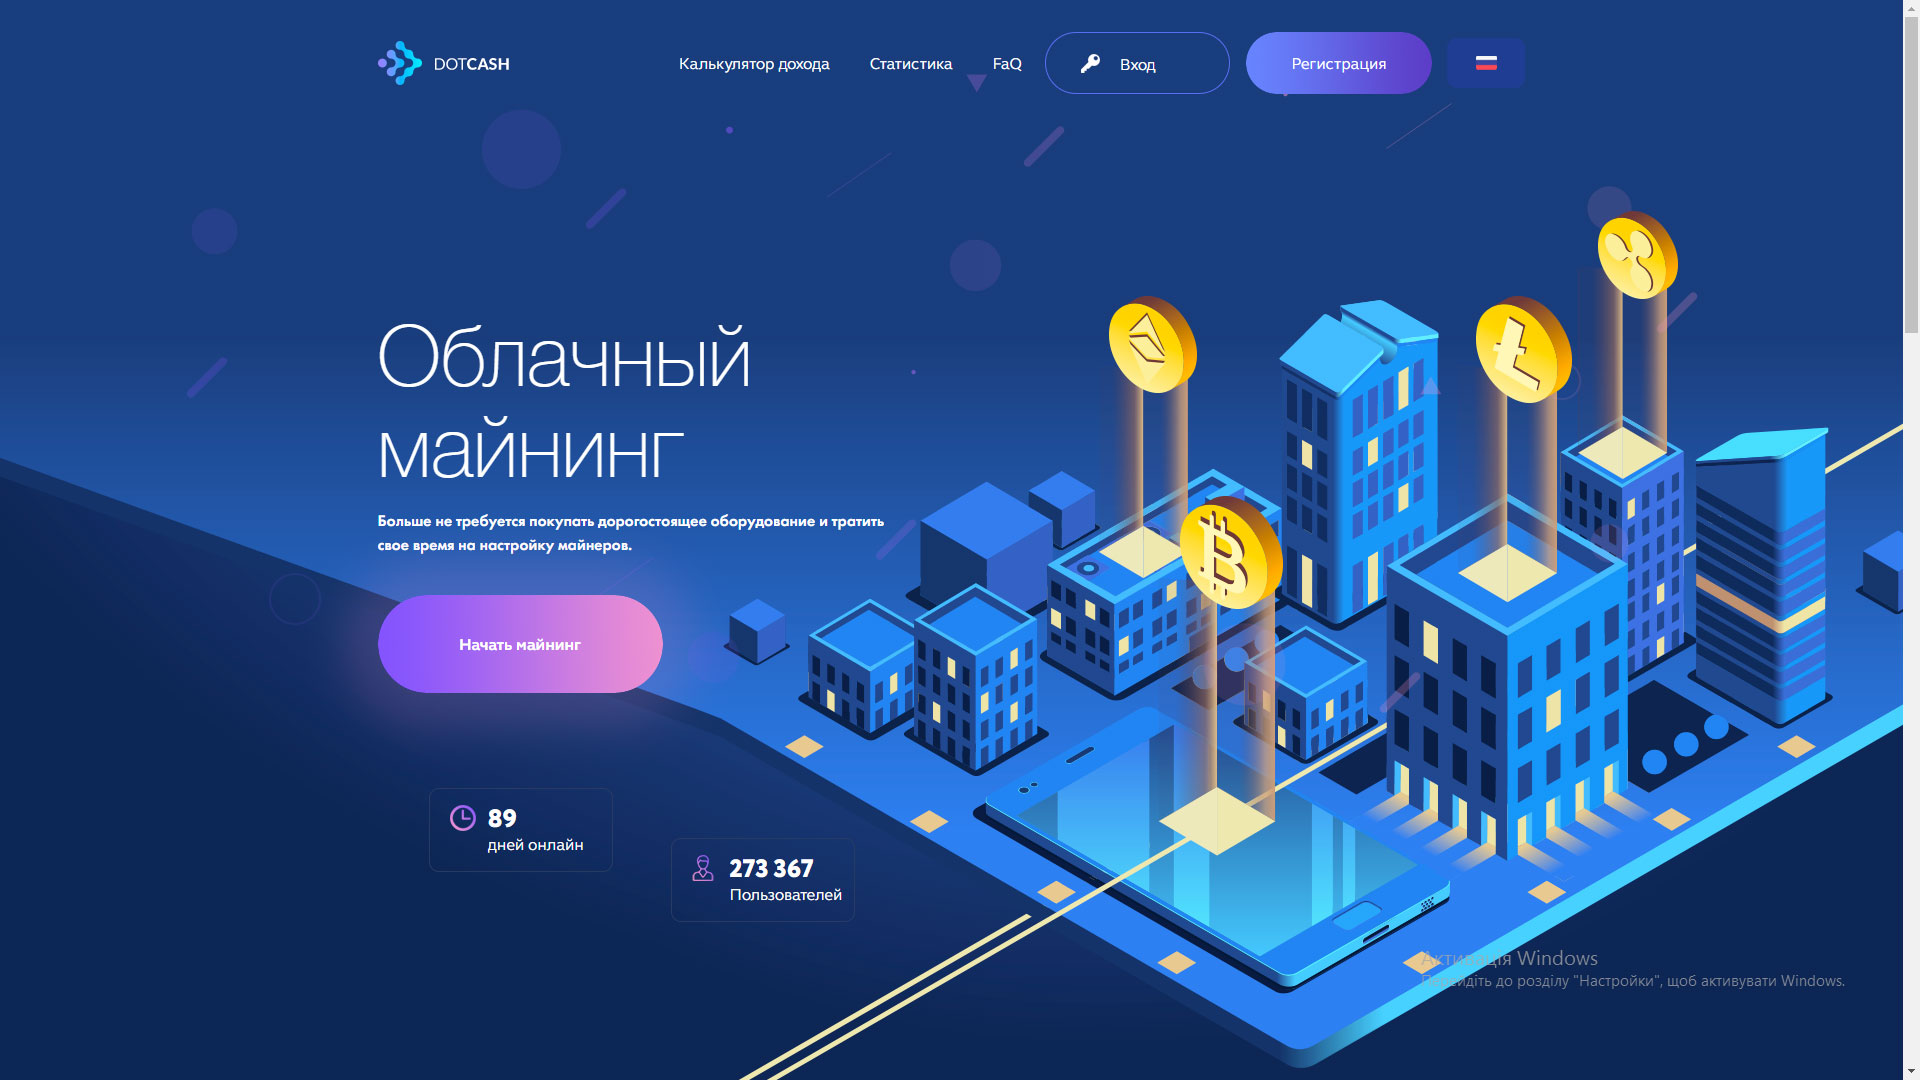 DOTCASH
Калькулятор дохода
Статистика
FaQ
Вход
Регистрация
Облачный
майнинг
Больше не требуется покупать дорогостоящее оборудование и тратить
свое время на настройку майнеров.
Начать майнинг
89
дней онлайн
273 367
Пользователей
Активація Windows
Перейдіть до розділу "Настройки", щоб активувати Windows.